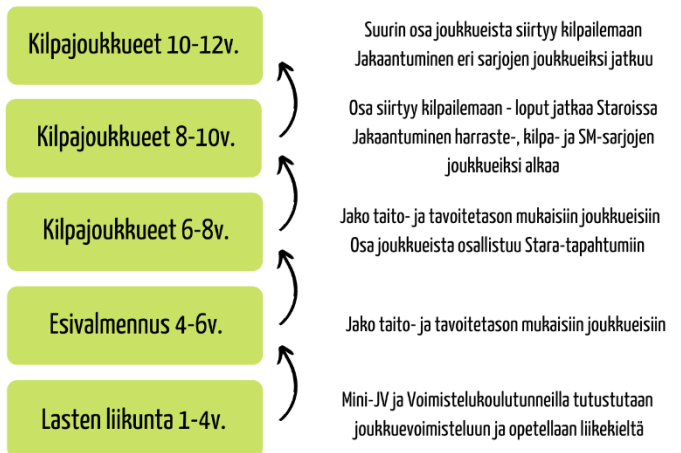 Kilpajoukkueet 10-12v.
Suurin osa joukkueista siirtyy kilpailemaan
Jakaantuminen eri sarjojen joukkueiksi jatkuu
Kilpajoukkueet 8-10v.
Osa siirtyy kilpailemaan - loput jatkaa Staroissa
Jakaantuminen harraste-, kilpa- ja SM-sarjojen
joukkueiksi alkaa
Kilpajoukkueet 6-8v.
Jako taito- ja tavoitetason mukaisiin joukkueisiin
Osa joukkueista osallistuu Stara-tapahtumiin
Esivalmennus 4-6v.
Jako taito- ja tavoitetason mukaisiin joukkueisiin
Lasten liikunta 1-4v.
Mini-JV ja Voimistelukoulutunneilla tutustutaan
joukkuevoimisteluun ja opetellaan liikekieltä